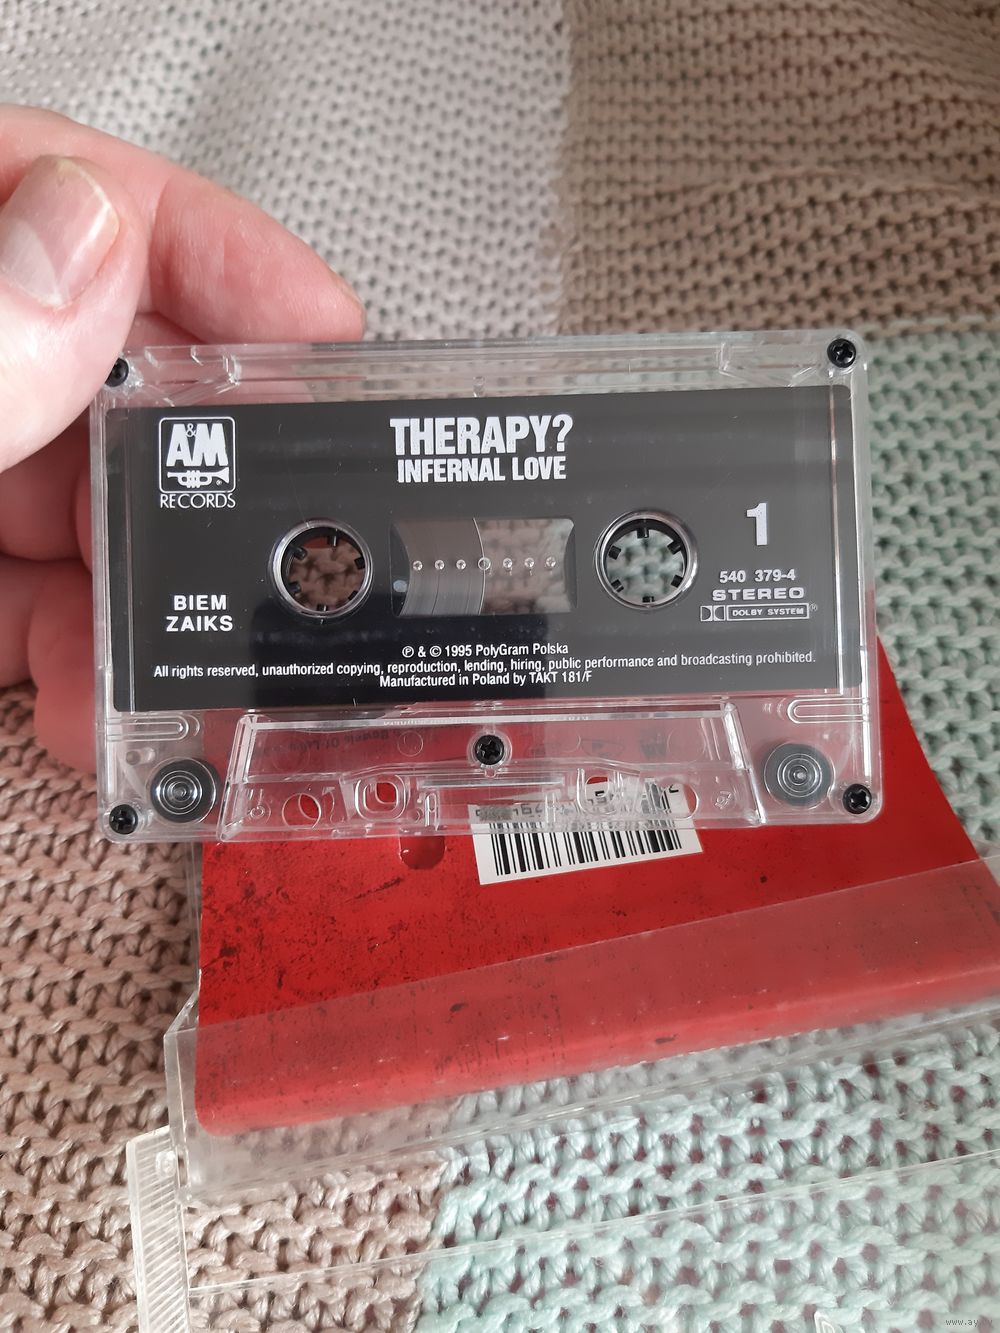 A&M
RECORDS
THERAPY?
INFERNAL LOVE
1
540 379-4
STEREO
DOLBY SYSTEM®
BIEM
ZAIKS
℗ & © 1995 PolyGram Polska
All rights reserved, unauthorized copying, reproduction, lending, hiring, public performance and broadcasting prohibited.
Manufactured in Poland by TAKT 181/F